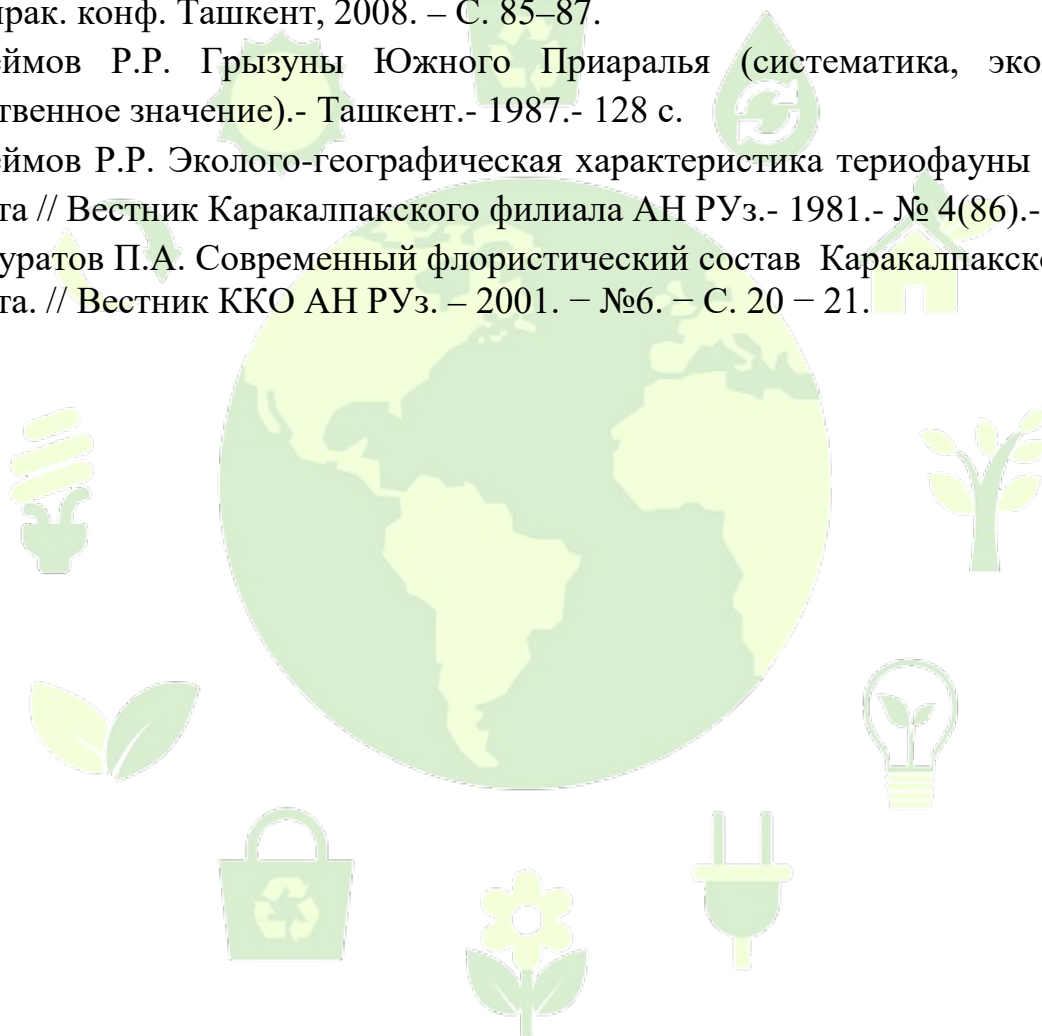 прак. конф. Ташкент, 2008. – С. 85–87.
еймов Р.Р. Грызуны Южного Приаралья (систематика, эко
твенное значение).- Ташкент.- 1987.- 128 с.
еймов Р.Р. Эколого-географическая характеристика териофауны
та // Вестник Каракалпакского филиала АН РУз.- 1981.- № 4(86).-
уратов П.А. Современный флористический состав Каракалпакско
та. // Вестник ККО АН РУз. – 2001. − №6. − С. 20 − 21.